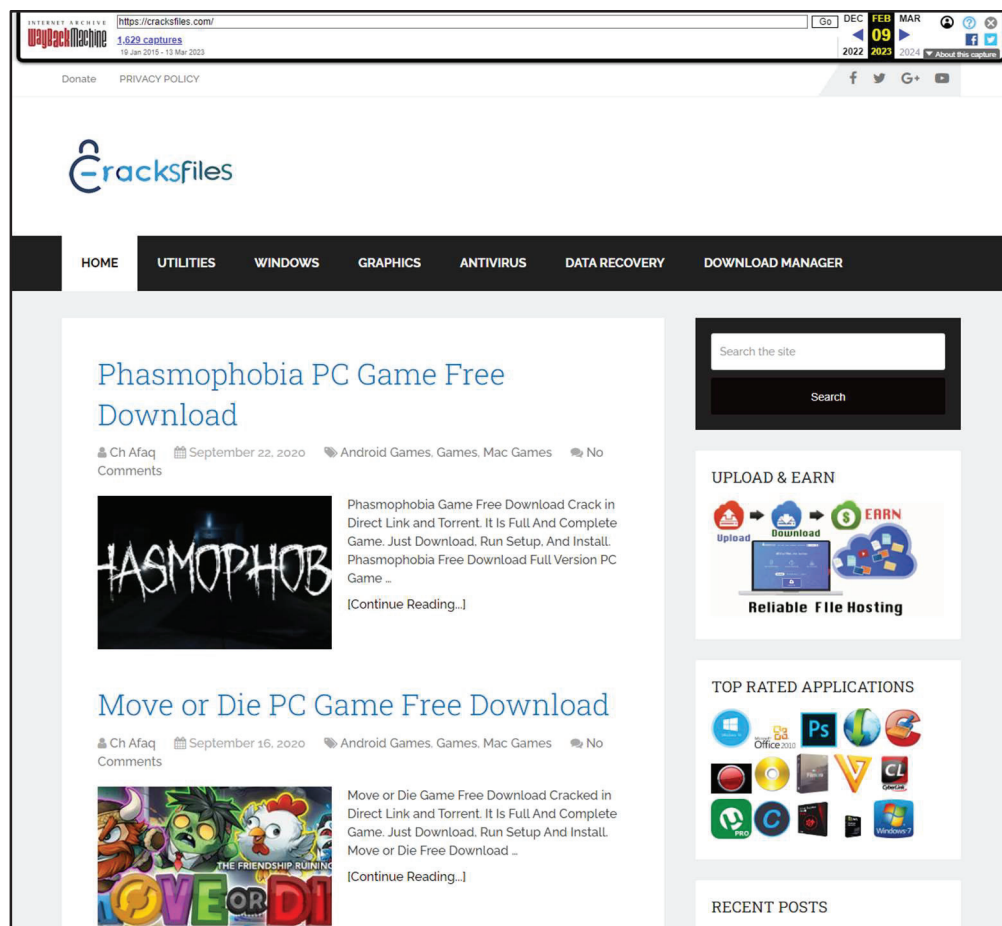 INTERNET ARCHIVE
WayBackMachine
https://cracksfiles.com/
Go
DEC FEB MAR
1,629 captures
09
19 Jan 2015 - 13 Mar 2023
2022 2023 2024
About this capture
Donate PRIVACY POLICY
Cracksfiles
HOME UTILITIES WINDOWS GRAPHICS ANTIVIRUS DATA RECOVERY DOWNLOAD MANAGER
Phasmophobia PC Game Free
Download
Ch Afaq September 22, 2020 Android Games, Games, Mac Games No
Comments
HASMOPHOB
Phasmophobia Game Free Download Crack in
Direct Link and Torrent. It Is Full And Complete
Game. Just Download, Run Setup, And Install.
Phasmophobia Free Download Full Version PC
Game ...
[Continue Reading...]
Move or Die PC Game Free Download
Ch Afaq September 16, 2020 Android Games, Games, Mac Games No
Comments
THE FRIENDSHIP RUINING
MOVE OR DI
Move or Die Game Free Download Cracked in
Direct Link and Torrent. It Is Full And Complete
Game. Just Download, Run Setup And Install.
Move or Die Free Download ...
[Continue Reading...]
Search the site
Search
UPLOAD & EARN
Upload Download $ EARN
Reliable FIle Hosting
TOP RATED APPLICATIONS
Office 2010
Ps
CL
CyberLink
PRO
C
Windows 7
RECENT POSTS